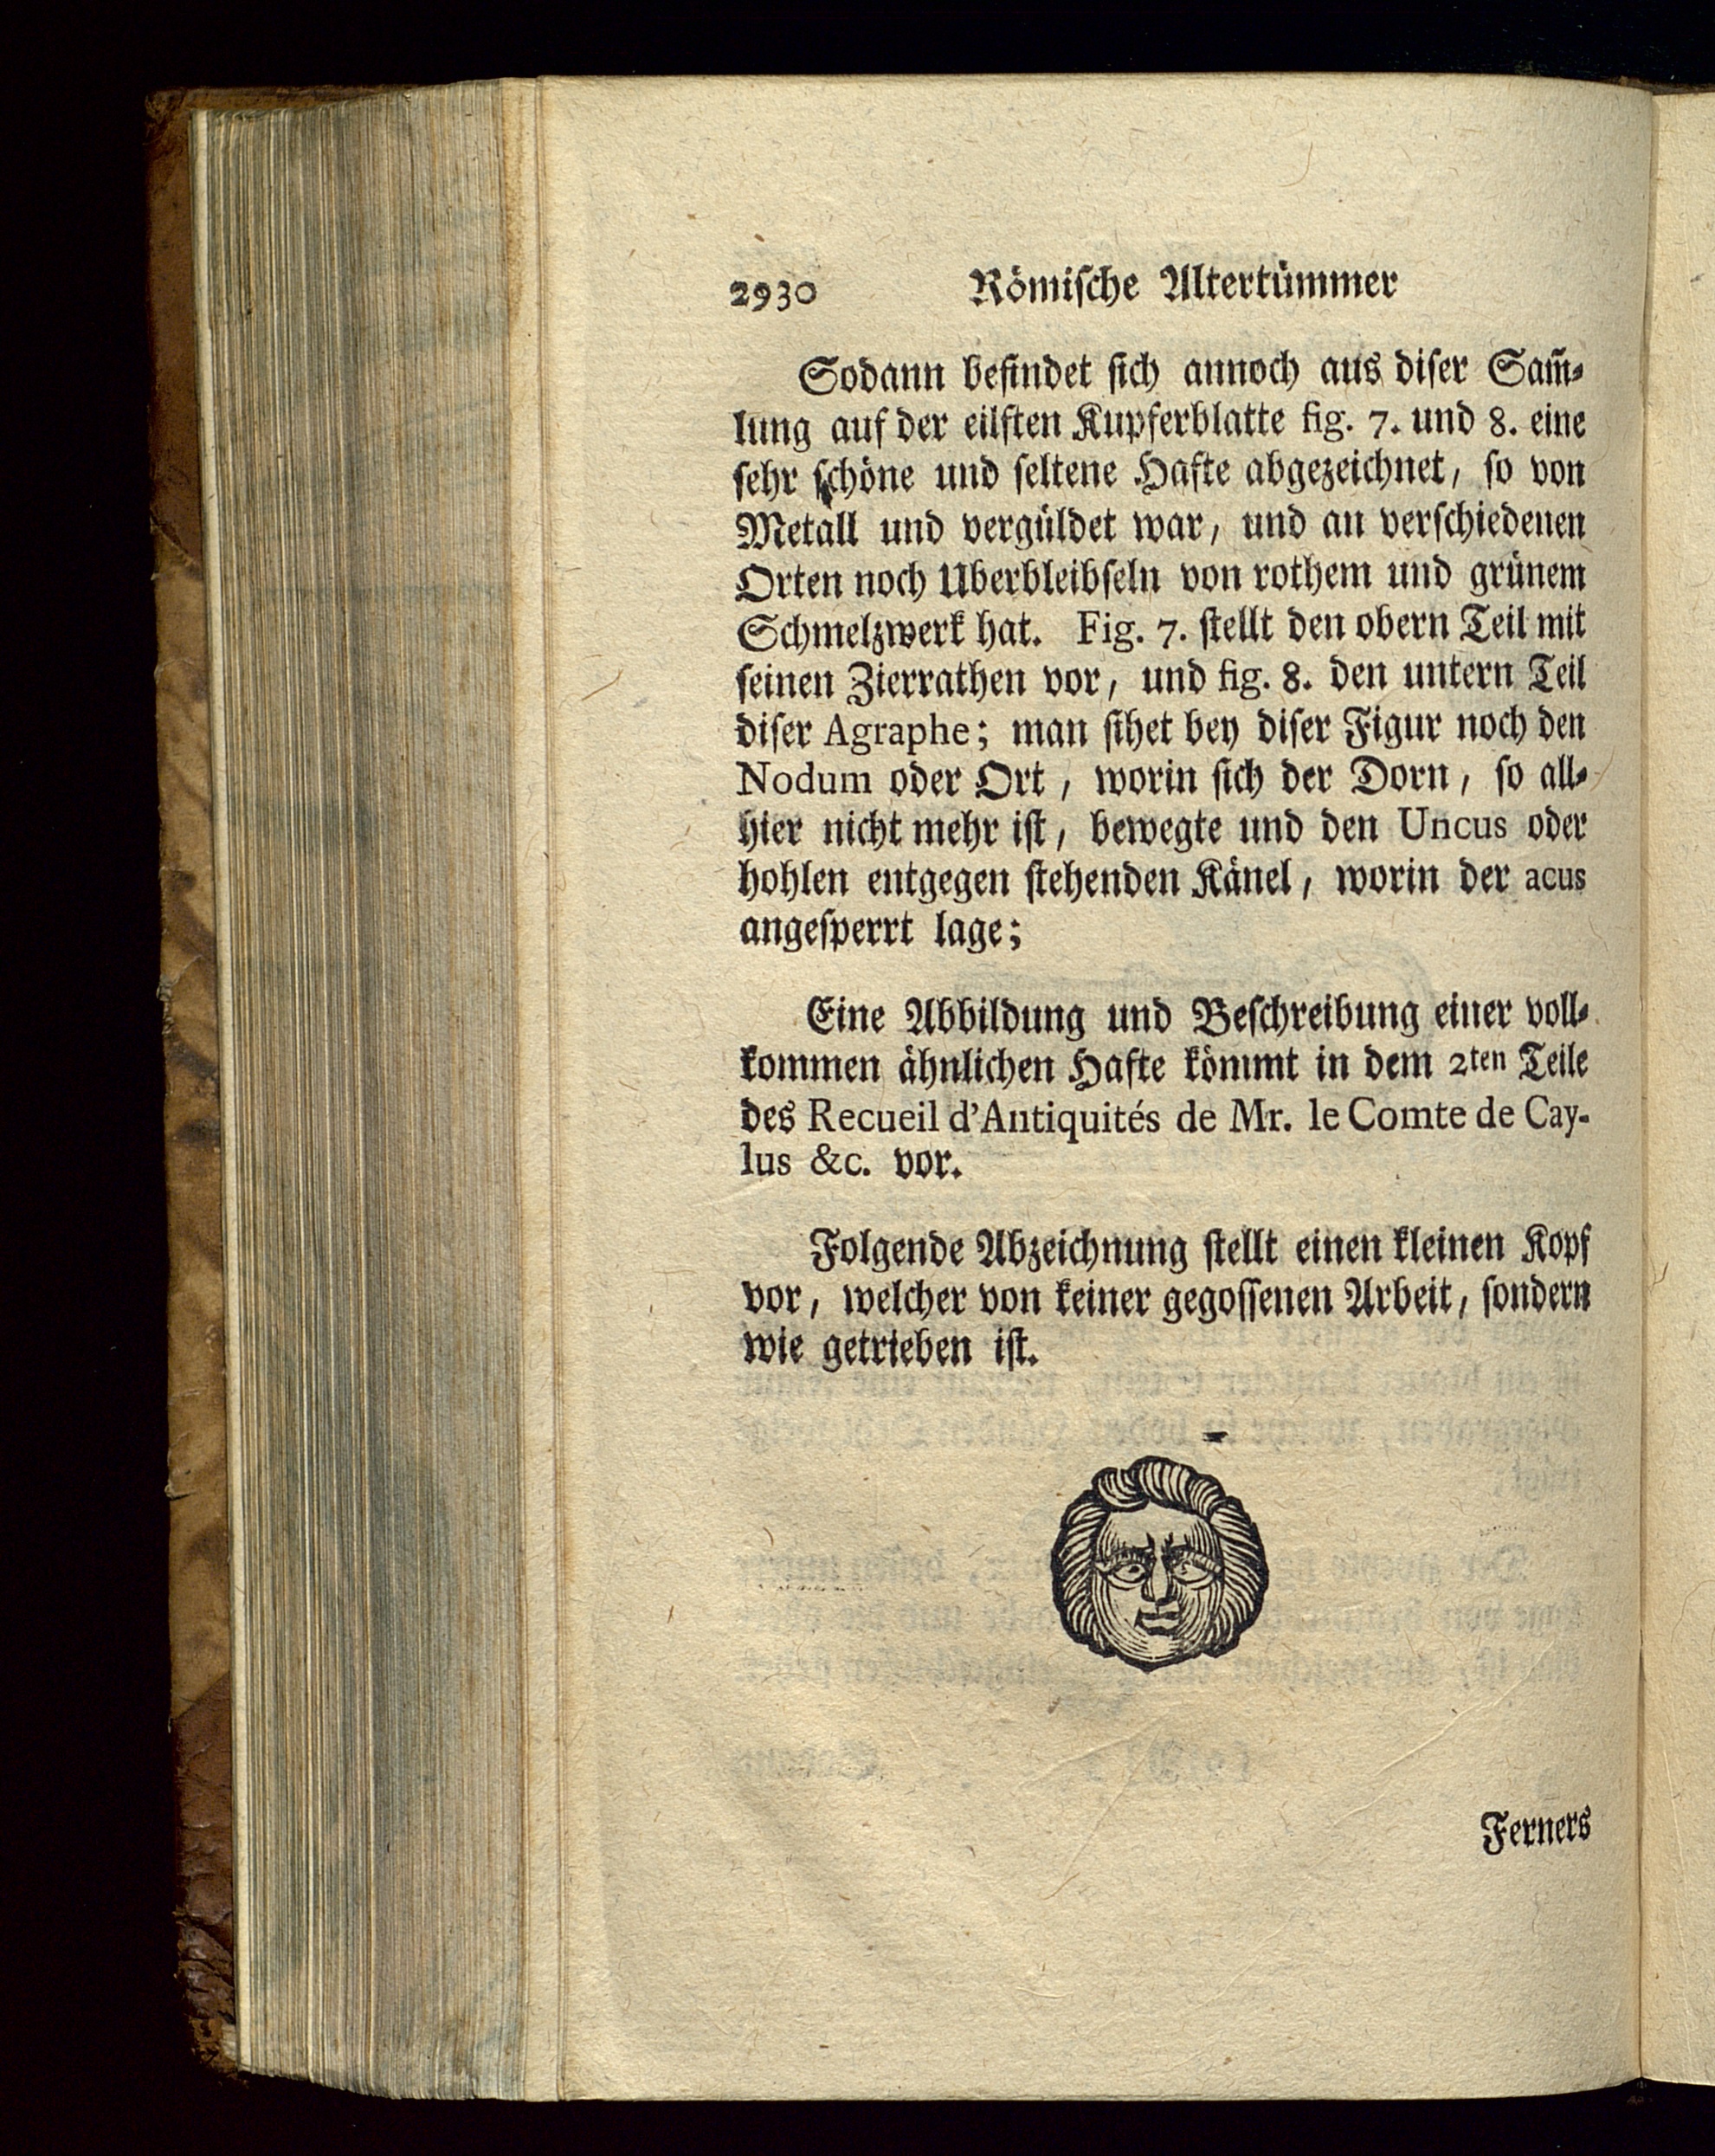 2930 Römische Altertümmer
Sodann befindet sich annoch aus diser Sam̃-
lung auf der eilften Kupferblatte fig. 7. und 8. eine
sehr schöne und seltene Hafte abgezeichnet, so von
Metall und vergüldet war, und an verschiedenen
Orten noch Uberbleibseln von rothem und grünem
Schmelzwerk hat. Fig. 7. stellt den obern Teil mit
seinen Zierrathen vor, und fig. 8. den untern Teil
diser Agraphe; man sihet bey diser Figur noch den
Nodum oder Ort, worin sich der Dorn, so all-
hier nicht mehr ist, bewegte und den Uncus oder
hohlen entgegen stehenden Känel, worin der acus
angesperrt lage;
Eine Abbildung und Beschreibung einer voll-
kommen ähnlichen Hafte kömmt in dem 2ten Teile
des Recueil d'Antiquités de Mr. le Comte de Cay-
lus &c. vor.
Folgende Abzeichnung stellt einen kleinen Kopf
vor, welcher von keiner gegossenen Arbeit, sondern
wie getrieben ist.
Ferners